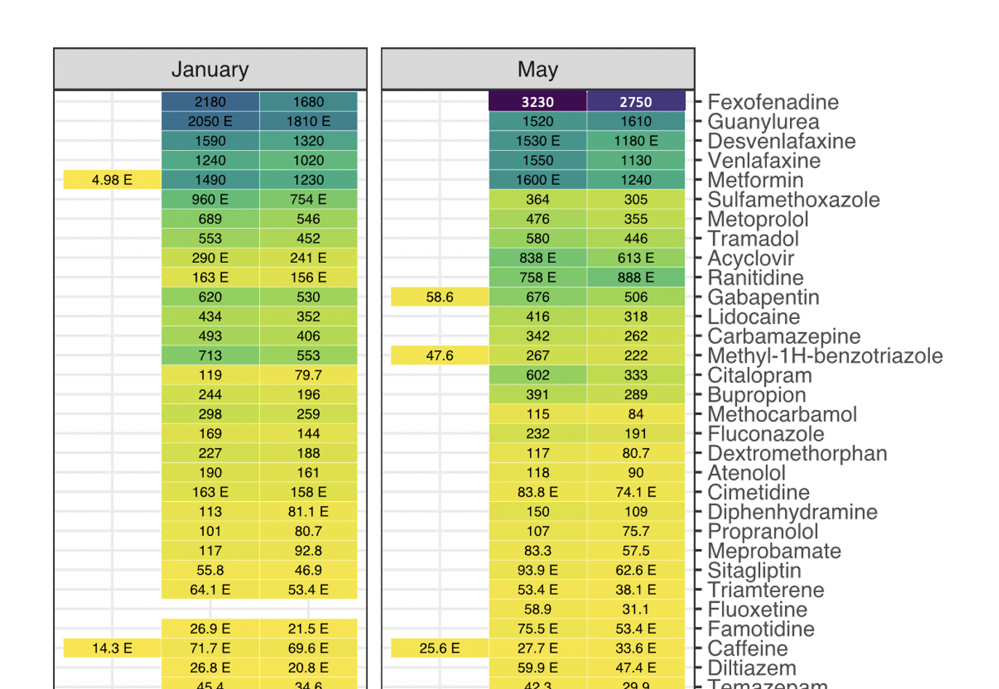 January May
2180 1680 3230 2750 Fexofenadine
2050 E 1810 E 1520 1610 Guanylurea
1590 1320 1530 E 1180 E Desvenlafaxine
1240 1020 1550 1130 Venlafaxine
4.98 E 1490 1230 1600 E 1240 Metformin
960 E 754 E 364 305 Sulfamethoxazole
689 546 476 355 Metoprolol
553 452 580 446 Tramadol
290 E 241 E 838 E 613 E Acyclovir
163 E 156 E 758 E 888 E Ranitidine
620 530 58.6 676 506 Gabapentin
434 352 416 318 Lidocaine
493 406 342 262 Carbamazepine
713 553 47.6 267 222 Methyl-1H-benzotriazole
119 79.7 602 333 Citalopram
244 196 391 289 Bupropion
298 259 115 84 Methocarbamol
169 144 232 191 Fluconazole
227 188 117 80.7 Dextromethorphan
190 161 118 90 Atenolol
163 E 158 E 83.8 E 74.1 E Cimetidine
113 81.1 E 150 109 Diphenhydramine
101 80.7 107 75.7 Propranolol
117 92.8 83.3 57.5 Meprobamate
55.8 46.9 93.9 E 62.6 E Sitagliptin
64.1 E 53.4 E 53.4 E 38.1 E Triamterene
58.9 31.1 Fluoxetine
26.9 E 21.5 E 75.5 E 53.4 E Famotidine
14.3 E 71.7 E 69.6 E 25.6 E 27.7 E 33.6 E Caffeine
26.8 E 20.8 E 59.9 E 47.4 E Diltiazem
45.4 34.6 42.3 29.9 Temazepam